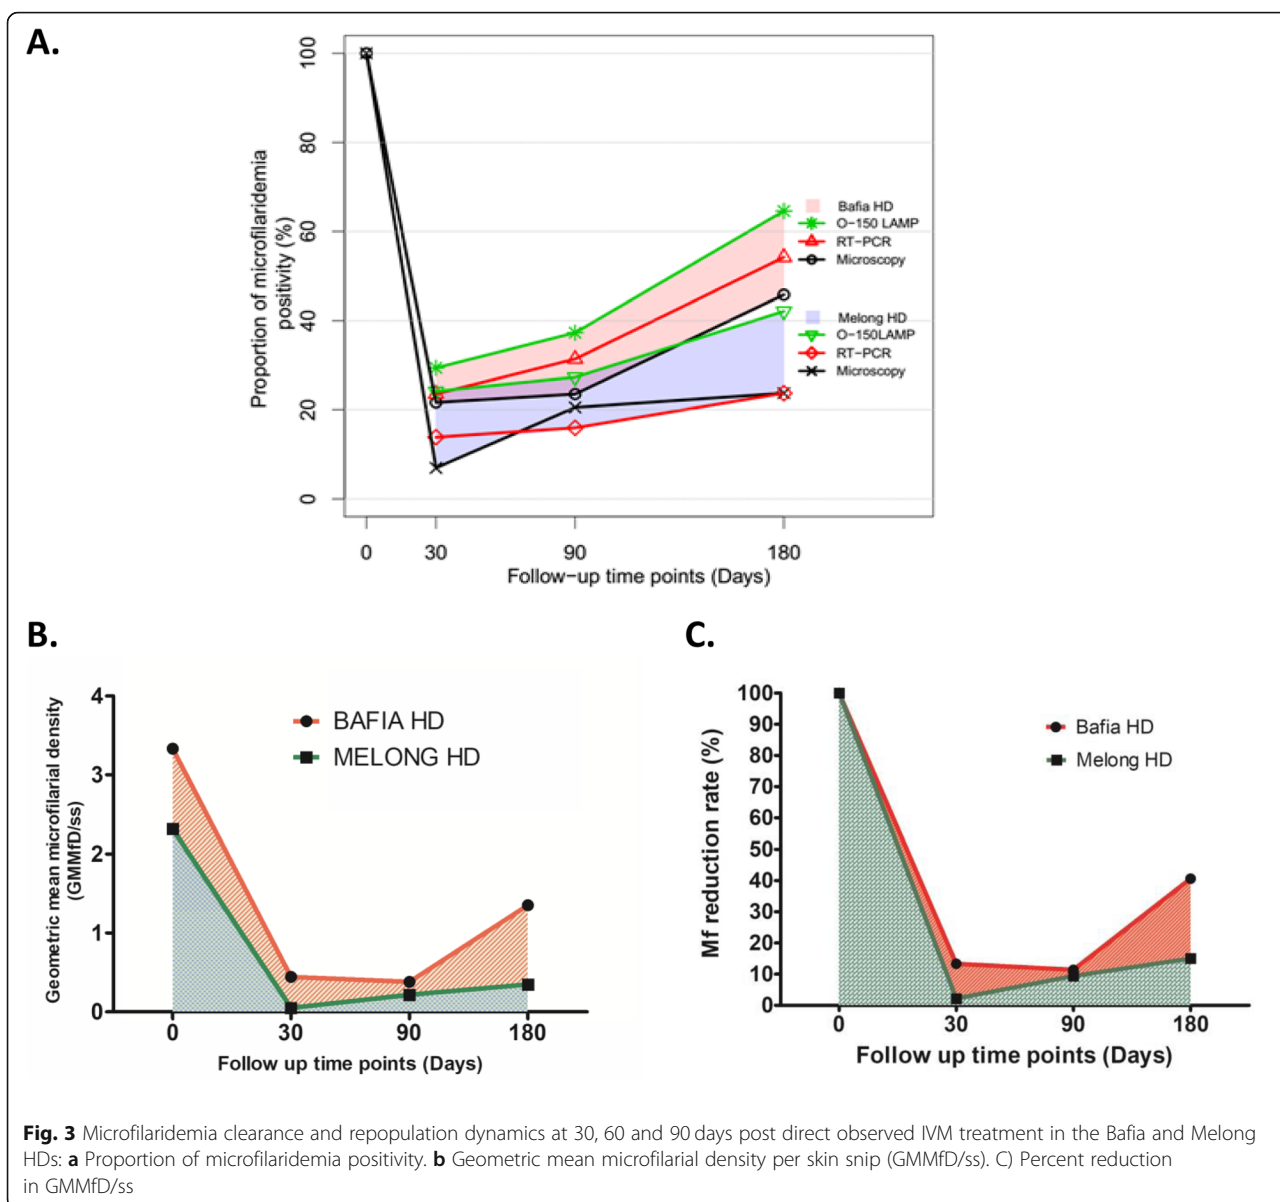 A.
Proportion of microfilaridemia
positivity (%)
100
80
60
40
20
0
Bafia HD
O−150 LAMP
RT−PCR
Microscopy
Melong HD
O−150LAMP
RT−PCR
Microscopy
0 30 90 180
Follow−up time points (Days)
B.
Geometric mean microfilarial density
(GMMfD/ss)
4
3
2
1
0
BAFIA HD
MELONG HD
0 30 90 180
Follow up time points (Days)
C.
Mf reduction rate (%)
100
90
80
70
60
50
40
30
20
10
0
Bafia HD
Melong HD
0 30 90 180
Follow up time points (Days)
Fig. 3 Microfilaridemia clearance and repopulation dynamics at 30, 60 and 90 days post direct observed IVM treatment in the Bafia and Melong
HDs: a Proportion of microfilaridemia positivity. b Geometric mean microfilarial density per skin snip (GMMfD/ss). C) Percent reduction
in GMMfD/ss